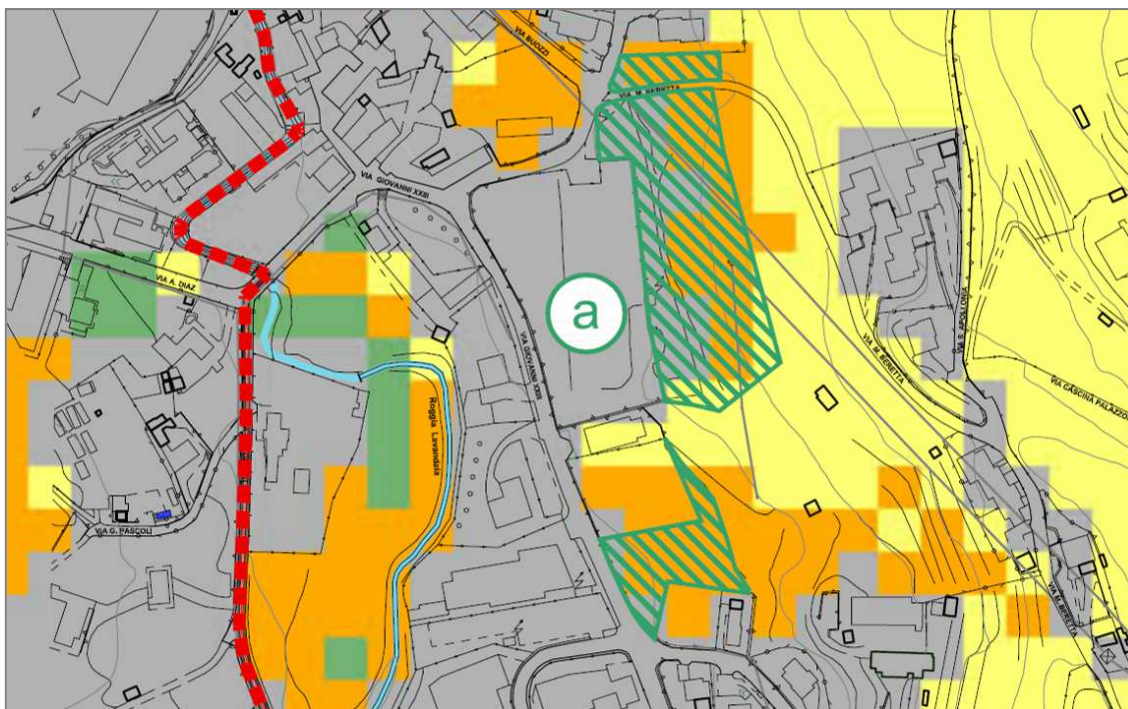 VIA BUOZZI
VIA M. BERETTA
VIA GIOVANNI XXIII
VIA A. DIAZ
a
VIA GIOVANNI XXIII
VIA M. BERETTA
VIA S. APOLLONIA
VIA CASCINA PALAZZO
Roggia Lavandaia
VIA G. PASCOLI
VIA M. BERETTA